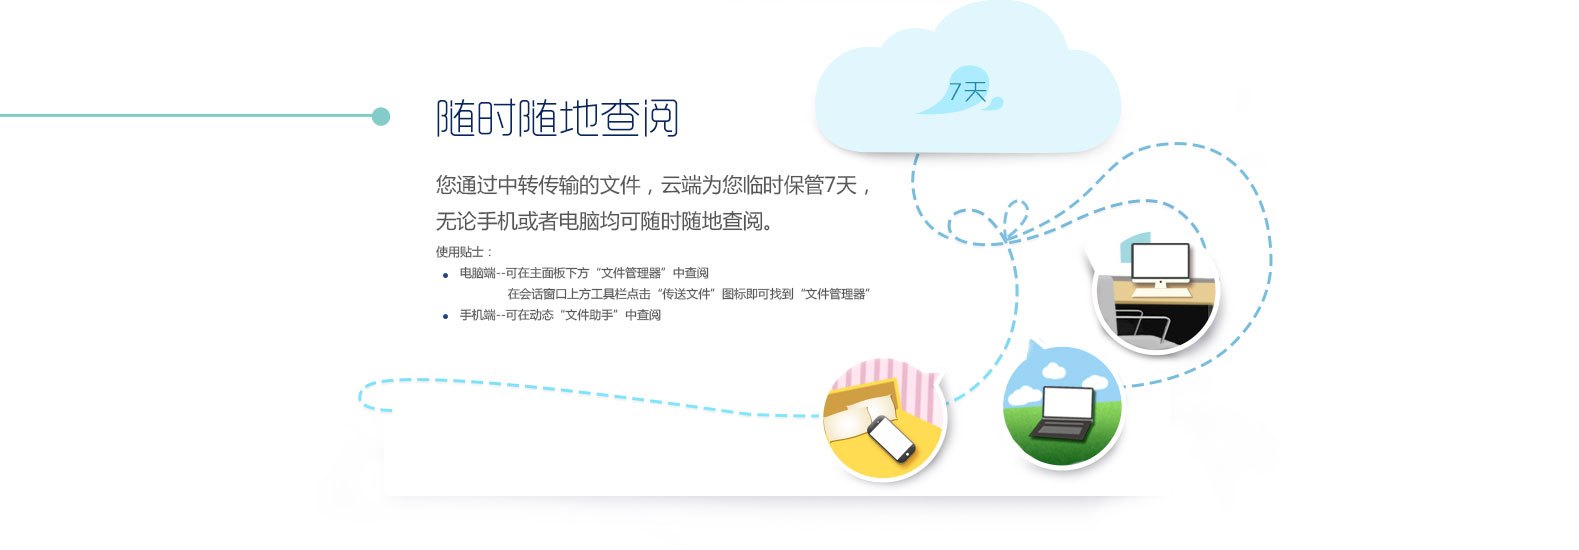 7天
随时随地查阅
您通过中转传输的文件，云端为您临时保管7天，
无论手机或者电脑均可随时随地查阅。
使用贴士：
电脑端--可在主面板下方“文件管理器”中查阅
在会话窗口上方工具栏点击“传送文件”图标即可找到“文件管理器”
手机端--可在动态“文件助手”中查阅